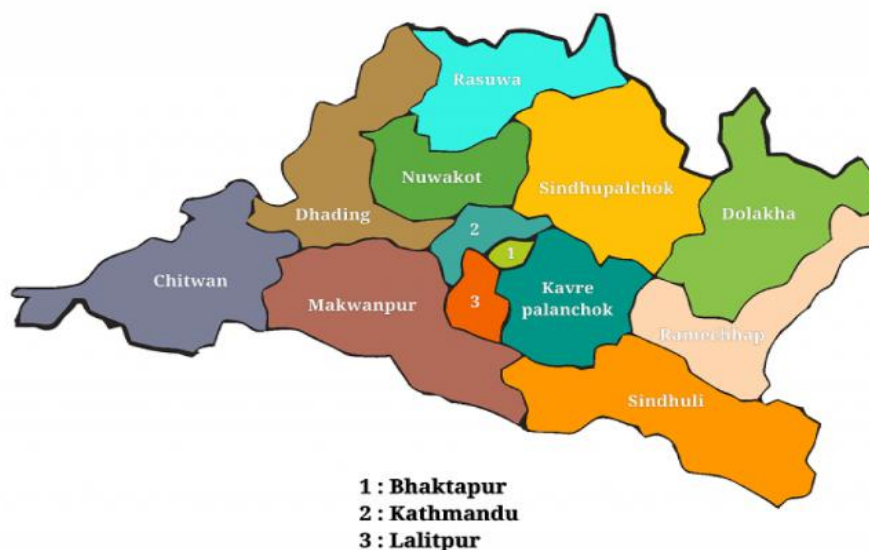 Rasuwa
Nuwakot
Sindhupalchok
Dhading
Dolakha
2
1
Chitwan
Makwanpur
3
Kavre
palanchok
Ramechhap
Sindhuli
1 : Bhaktapur
2 : Kathmandu
3 : Lalitpur